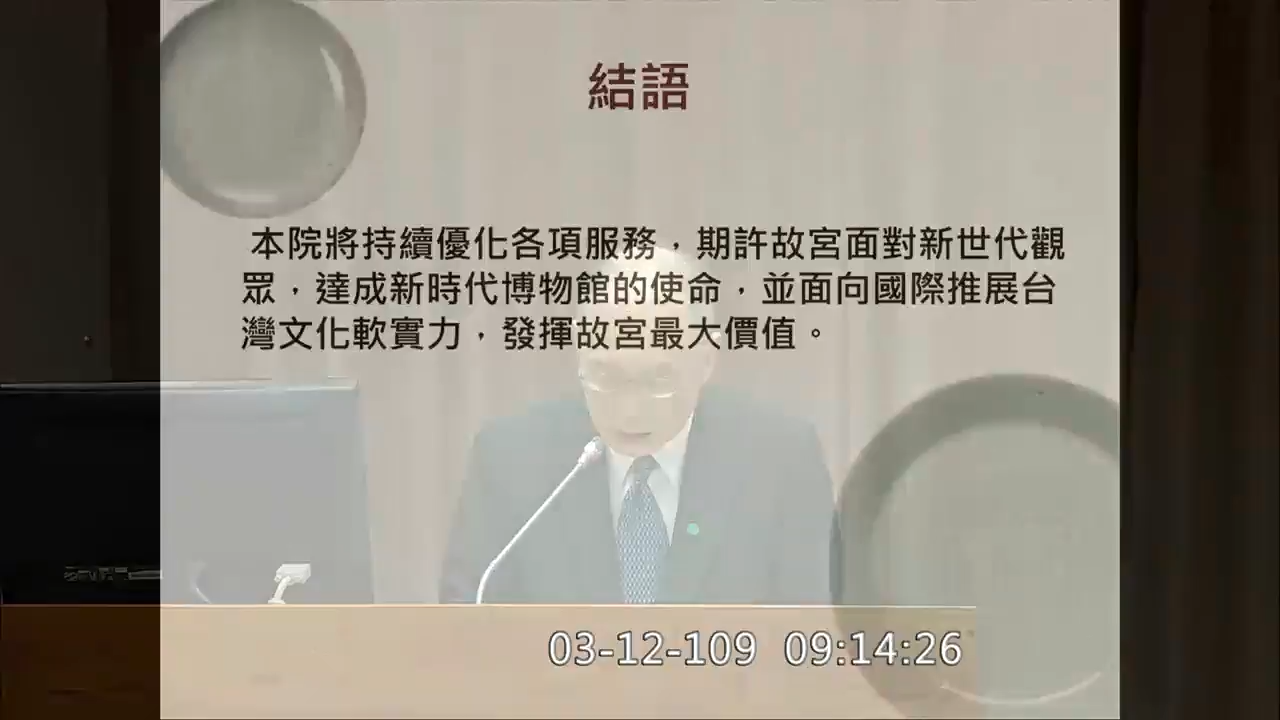 結語
本院將持續優化各項服務，期許故宮面對新世代觀
眾，達成新時代博物館的使命，並面向國際推展台
灣文化軟實力，發揮故宮最大價值。
03-12-109 09:14:26